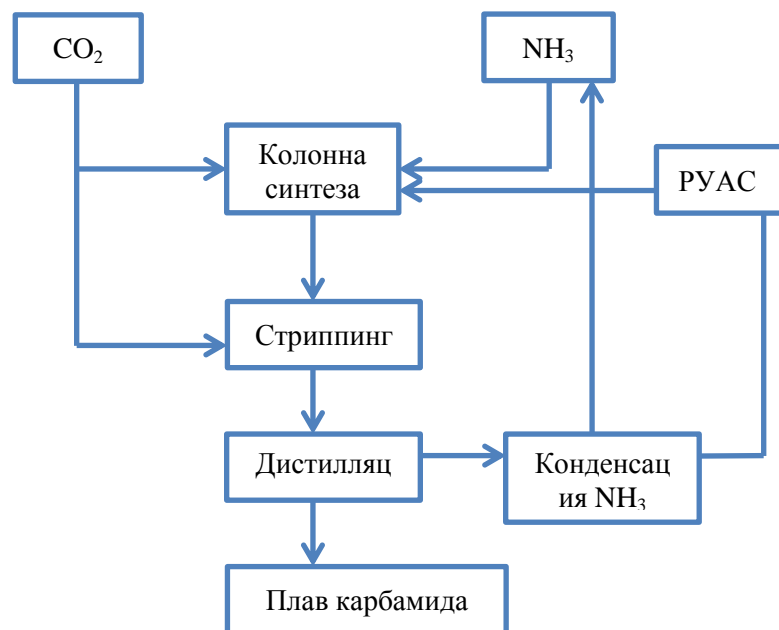 CO₂
NH₃
Колонна
синтеза
РУАС
Стриппинг
Дистилляц
Конденсац
ия NH₃
Плав карбамида